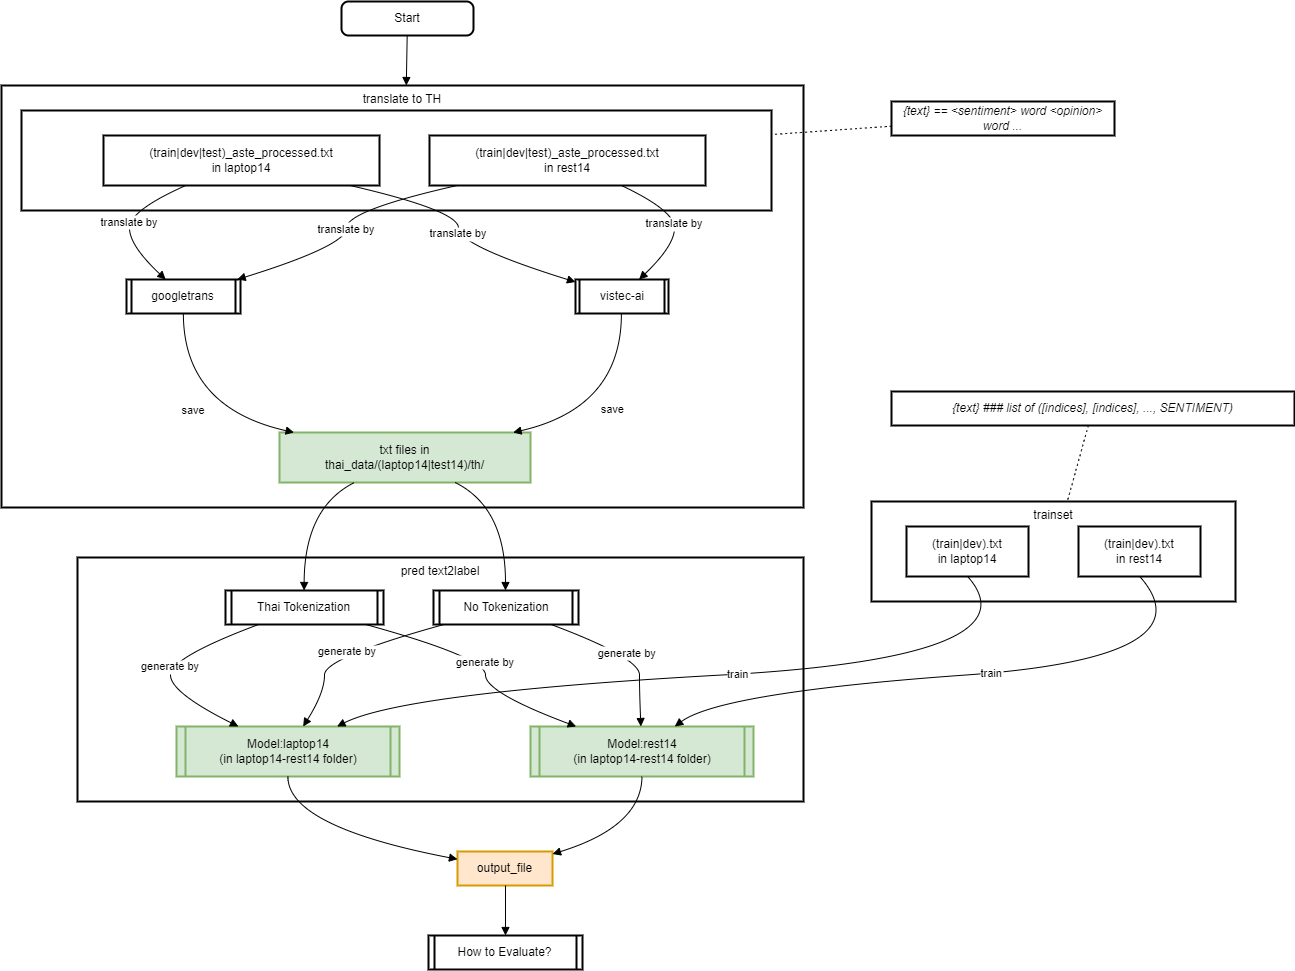 Start
translate to TH
{text} == <sentiment> word <opinion>
word ...
(train|dev|test)_aste_processed.txt
in laptop14
(train|dev|test)_aste_processed.txt
in rest14
translate by
translate by
translate by
translate by
googletrans
vistec-ai
save
save
{text} ### list of ([indices], [indices], ..., SENTIMENT)
txt files in
thai_data/(laptop14|test14)/th/
trainset
(train|dev).txt
in laptop14
(train|dev).txt
in rest14
pred text2label
Thai Tokenization
No Tokenization
generate by
generate by
generate by
generate by
train
train
Model:laptop14
(in laptop14-rest14 folder)
Model:rest14
(in laptop14-rest14 folder)
output_file
How to Evaluate?